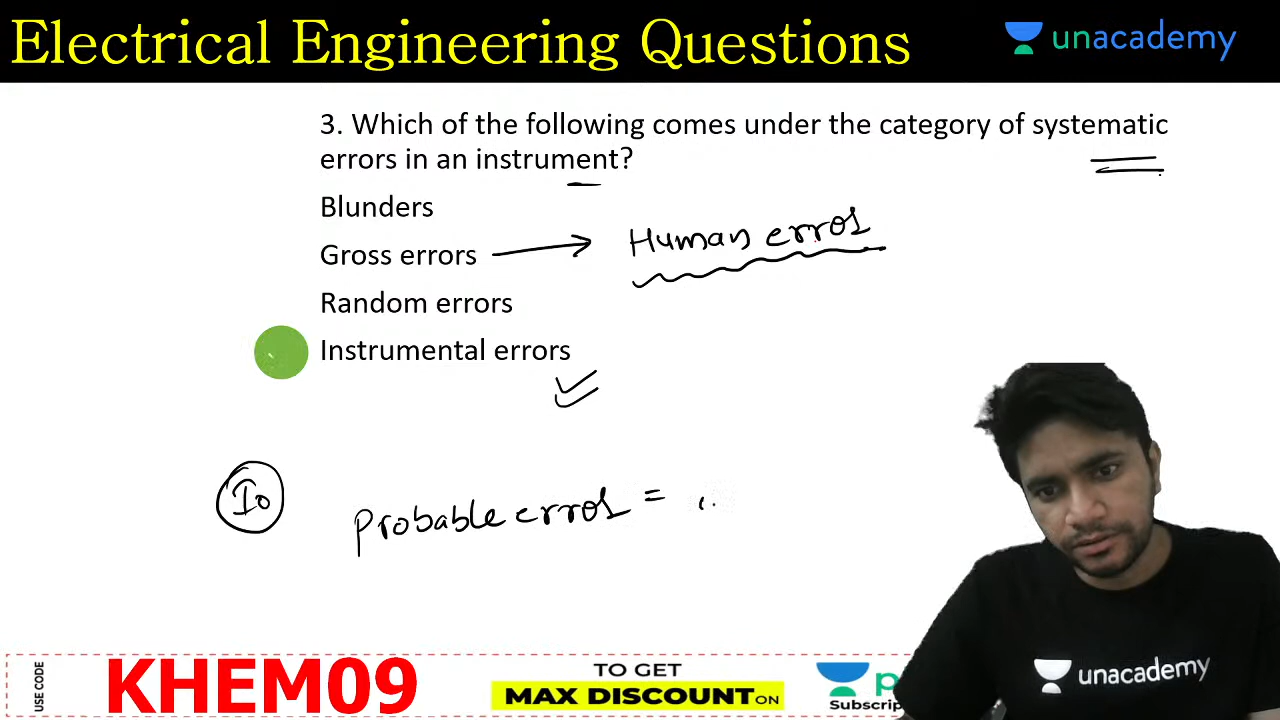 Electrical Engineering Questions
unacademy
3. Which of the following comes under the category of systematic
errors in an instrument?
Blunders
Gross errors
Human error
Random errors
Instrumental errors
Io
Probable error =
USE CODE
KHEM09
TO GET
MAX DISCOUNT ON
Subscrip
unacademy